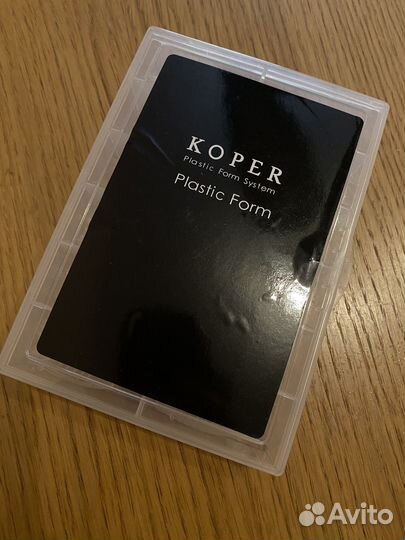 KOPER
Plastic Form System
Plastic Form
Avito